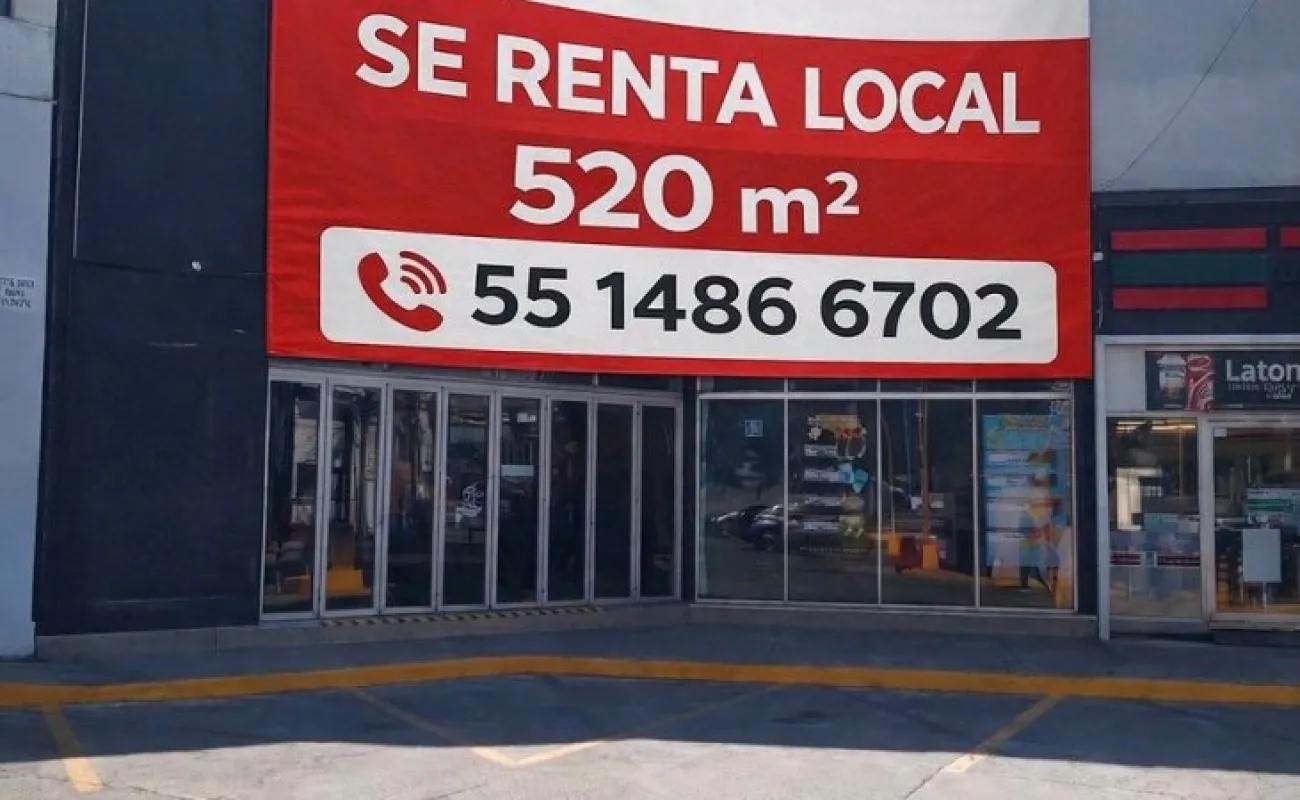 SE RENTA LOCAL
520 m²
55 1486 6702
Laton